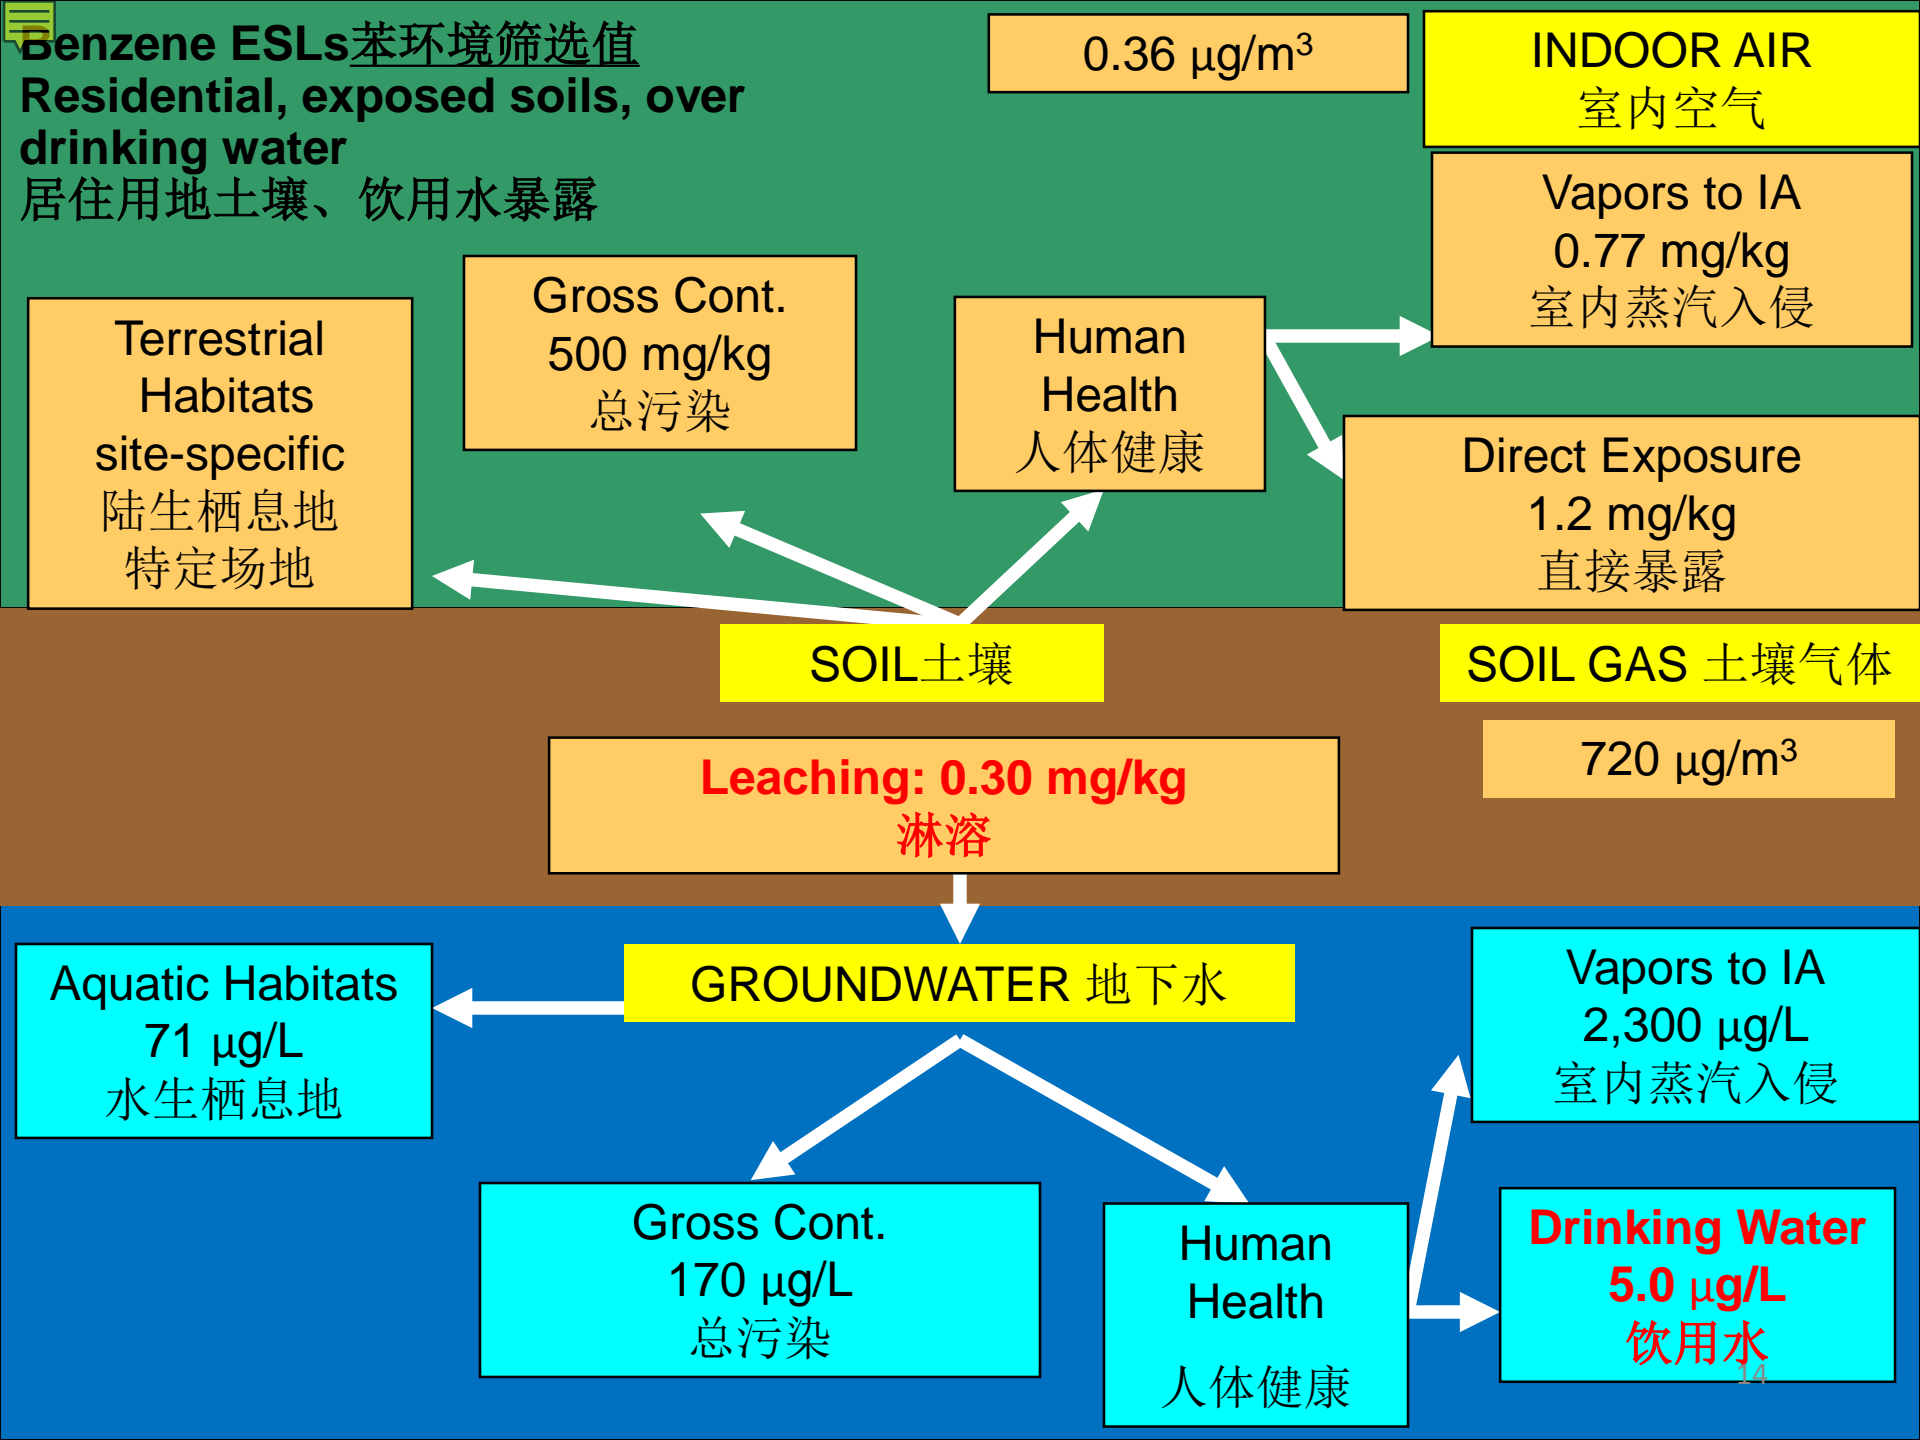 Benzene ESLs苯环境筛选值
Residential, exposed soils, over
drinking water
居住用地土壤、饮用水暴露
0.36 µg/m³
INDOOR AIR
室内空气
Vapors to IA
0.77 mg/kg
室内蒸汽入侵
Terrestrial
Habitats
site-specific
陆生栖息地
特定场地
Gross Cont.
500 mg/kg
总污染
Human
Health
人体健康
Direct Exposure
1.2 mg/kg
直接暴露
SOIL土壤
SOIL GAS 土壤气体
720 µg/m³
Leaching: 0.30 mg/kg
淋溶
GROUNDWATER 地下水
Aquatic Habitats
71 µg/L
水生栖息地
Vapors to IA
2,300 µg/L
室内蒸汽入侵
Gross Cont.
170 µg/L
总污染
Human
Health
人体健康
Drinking Water
5.0 µg/L
饮用水
14